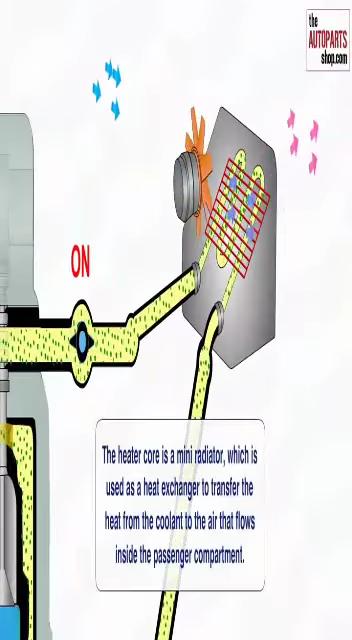 the
AUTOPARTS
shop.com
ON
The heater core is a mini radiator, which is
used as a heat exchanger to transfer the
heat from the coolant to the air that flows
inside the passenger compartment.